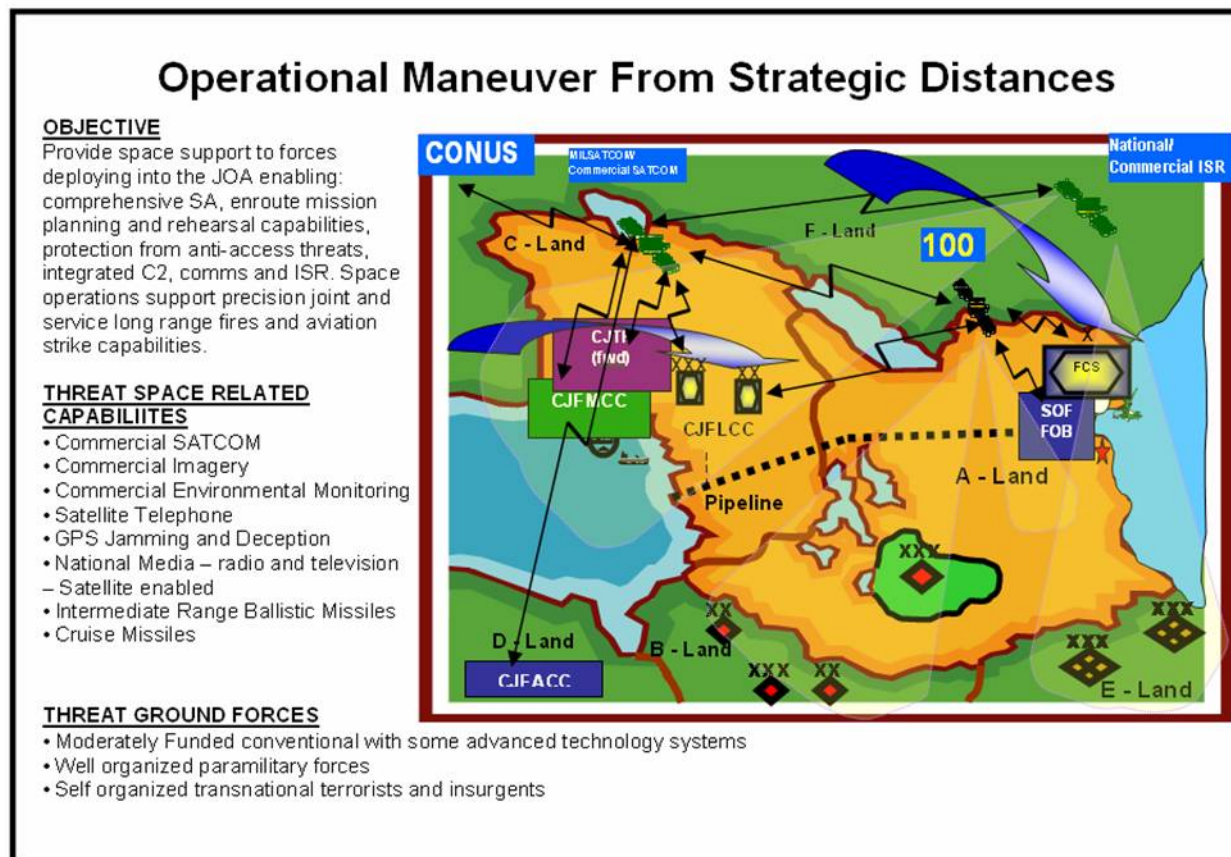 Operational Maneuver From Strategic Distances
OBJECTIVE
Provide space support to forces
deploying into the JOA enabling:
comprehensive SA, enroute mission
planning and rehearsal capabilities,
protection from anti-access threats,
integrated C2, comms and ISR. Space
operations support precision joint and
service long range fires and aviation
strike capabilities.
THREAT SPACE RELATED
CAPABILIITES
• Commercial SATCOM
• Commercial Imagery
• Commercial Environmental Monitoring
• Satellite Telephone
• GPS Jamming and Deception
• National Media – radio and television
– Satellite enabled
• Intermediate Range Ballistic Missiles
• Cruise Missiles
THREAT GROUND FORCES
• Moderately Funded conventional with some advanced technology systems
• Well organized paramilitary forces
• Self organized transnational terrorists and insurgents
CONUS
MILSATCOM/
Commercial SATCOM
National/
Commercial ISR
C - Land
F - Land
100
CJTF
(fwd)
X
FCS
XXX
XX
CJFMCC
SOF
FOB
CJFLCC
A - Land
Pipeline
XXX
XX
D - Land
B - Land
XXX
XX
XXX
XXX
E - Land
CJFACC